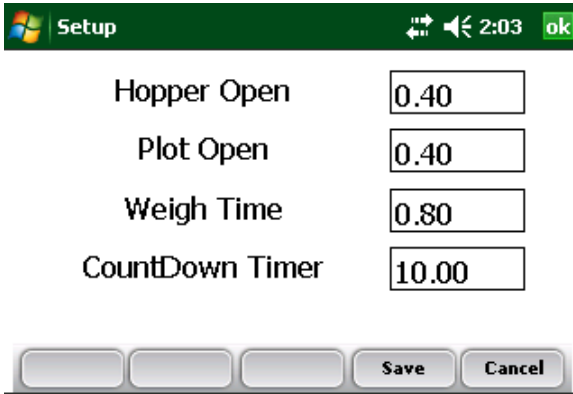 Setup 2:03 ok
Hopper Open 0.40
Plot Open 0.40
Weigh Time 0.80
CountDown Timer 10.00
Save Cancel